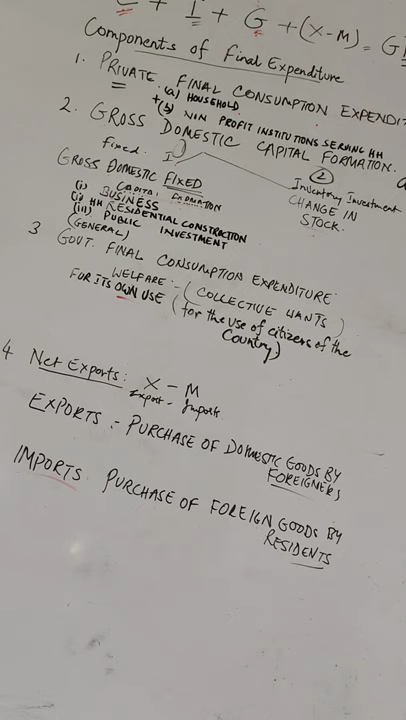 C + I + G + (X-M) = G
Components of Final Expenditure
1. PRIVATE FINAL CONSUMPTION EXPENDI
(a) HOUSEHOLD
+(b) NIN PROFIT INSTITUTIONS SERVING HH
2. GROSS DOMESTIC CAPITAL FORMATION.
fixed. I
GROSS DOMESTIC FIXED
CAPITAL FORMATION
(i) BUSINESS
(ii) HH RESIDENTIAL CONSTRUCTION
(iii) PUBLIC INVESTMENT
(GENERAL)
2
Inventory Investment
CHANGE IN
STOCK.
3 GOVT. FINAL CONSUMPTION EXPENDITURE
WELFARE :- (COLLECTIVE WANTS)
FOR ITS OWN USE (for the use of citizens of the
Country)
4 Net Exports: X - M
Export - Imports
EXPORTS :- PURCHASE OF DOMESTIC GOODS BY
FOREIGNERS
IMPORTS PURCHASE OF FOREIGN GOODS BY
RESIDENTS